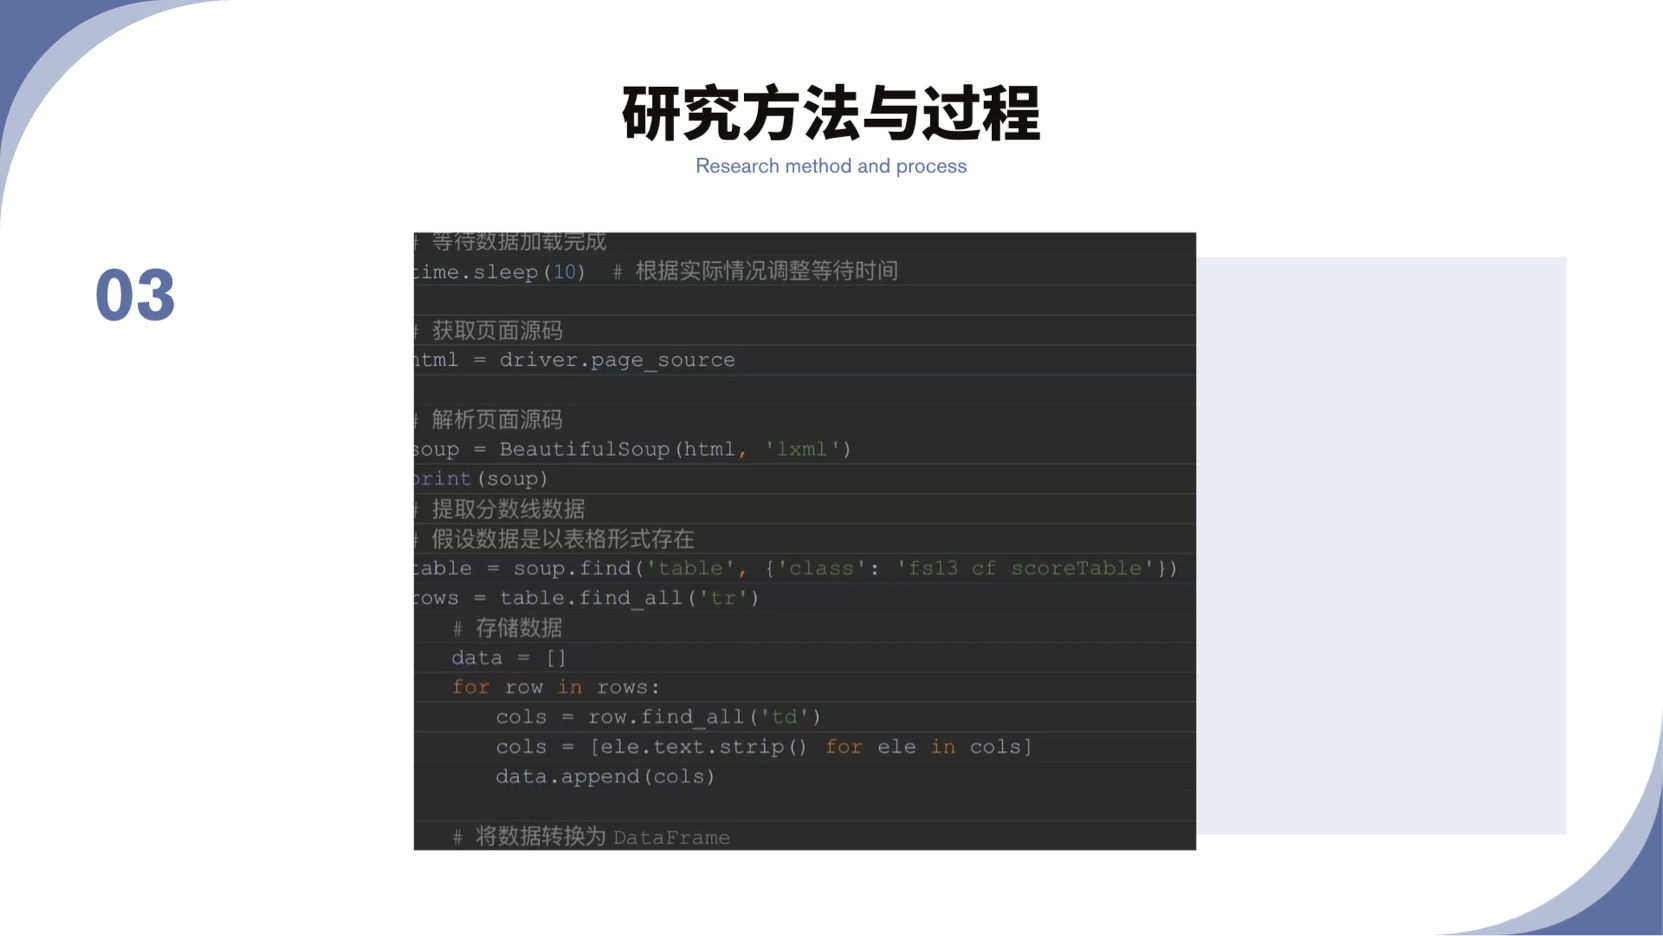 研究方法与过程
Research method and process
03
# 等待数据加载完成
time.sleep(10)  # 根据实际情况调整等待时间
# 获取页面源码
html = driver.page_source
# 解析页面源码
soup = BeautifulSoup(html, 'lxml')
print(soup)
# 提取分数线数据
# 假设数据是以表格形式存在
table = soup.find('table', {'class': 'fs13 cf scoreTable'})
rows = table.find_all('tr')
# 存储数据
data = []
for row in rows:
cols = row.find_all('td')
cols = [ele.text.strip() for ele in cols]
data.append(cols)
# 将数据转换为 DataFrame